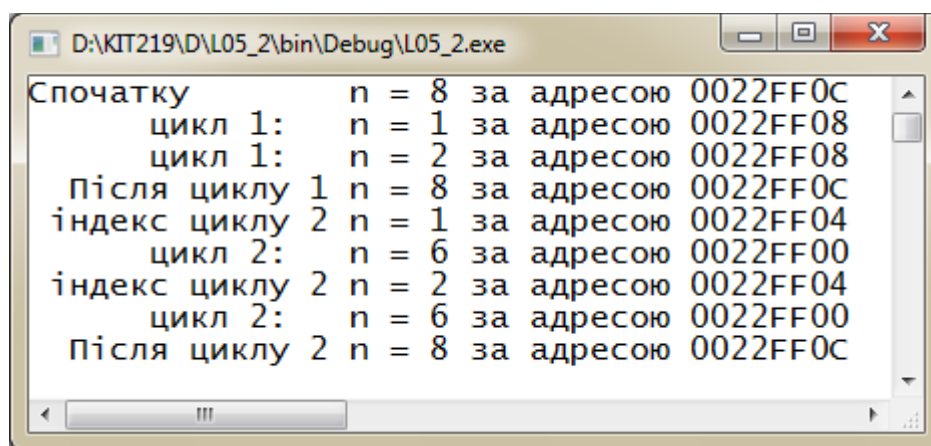 D:\KIT219\D\L05_2\bin\Debug\L05_2.exe
Спочатку n = 8 за адресою 0022FF0C
цикл 1: n = 1 за адресою 0022FF08
цикл 1: n = 2 за адресою 0022FF08
Після циклу 1 n = 8 за адресою 0022FF0C
індекс циклу 2 n = 1 за адресою 0022FF04
цикл 2: n = 6 за адресою 0022FF00
індекс циклу 2 n = 2 за адресою 0022FF04
цикл 2: n = 6 за адресою 0022FF00
Після циклу 2 n = 8 за адресою 0022FF0C